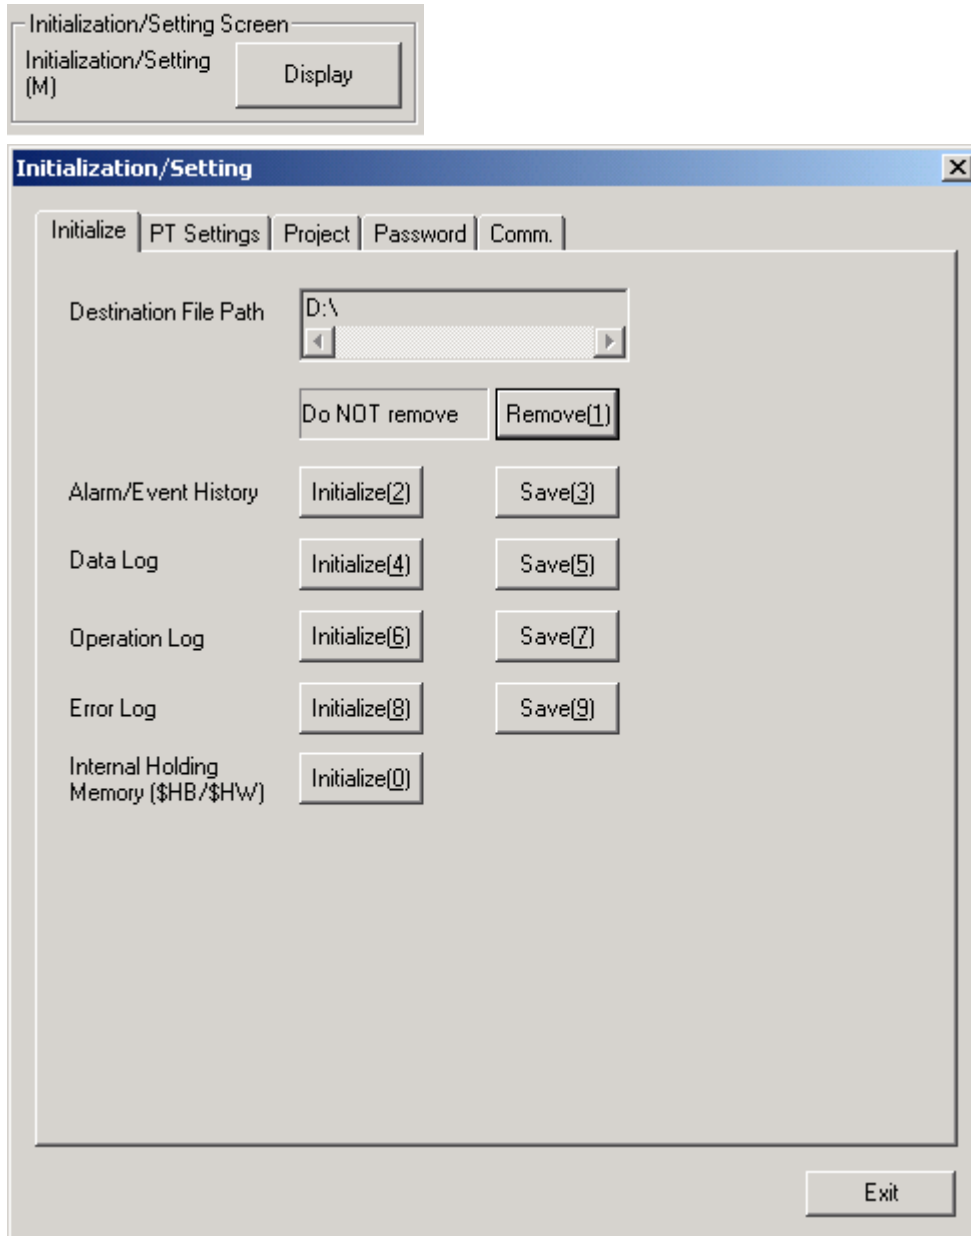 Initialization/Setting Screen
Initialization/Setting
(M)
Display
Initialization/Setting
Initialize
PT Settings
Project
Password
Comm.
Destination File Path
D:\
Do NOT remove
Remove(1)
Alarm/Event History
Initialize(2)
Save(3)
Data Log
Initialize(4)
Save(5)
Operation Log
Initialize(6)
Save(7)
Error Log
Initialize(8)
Save(9)
Internal Holding
Memory ($HB/$HW)
Initialize(0)
Exit